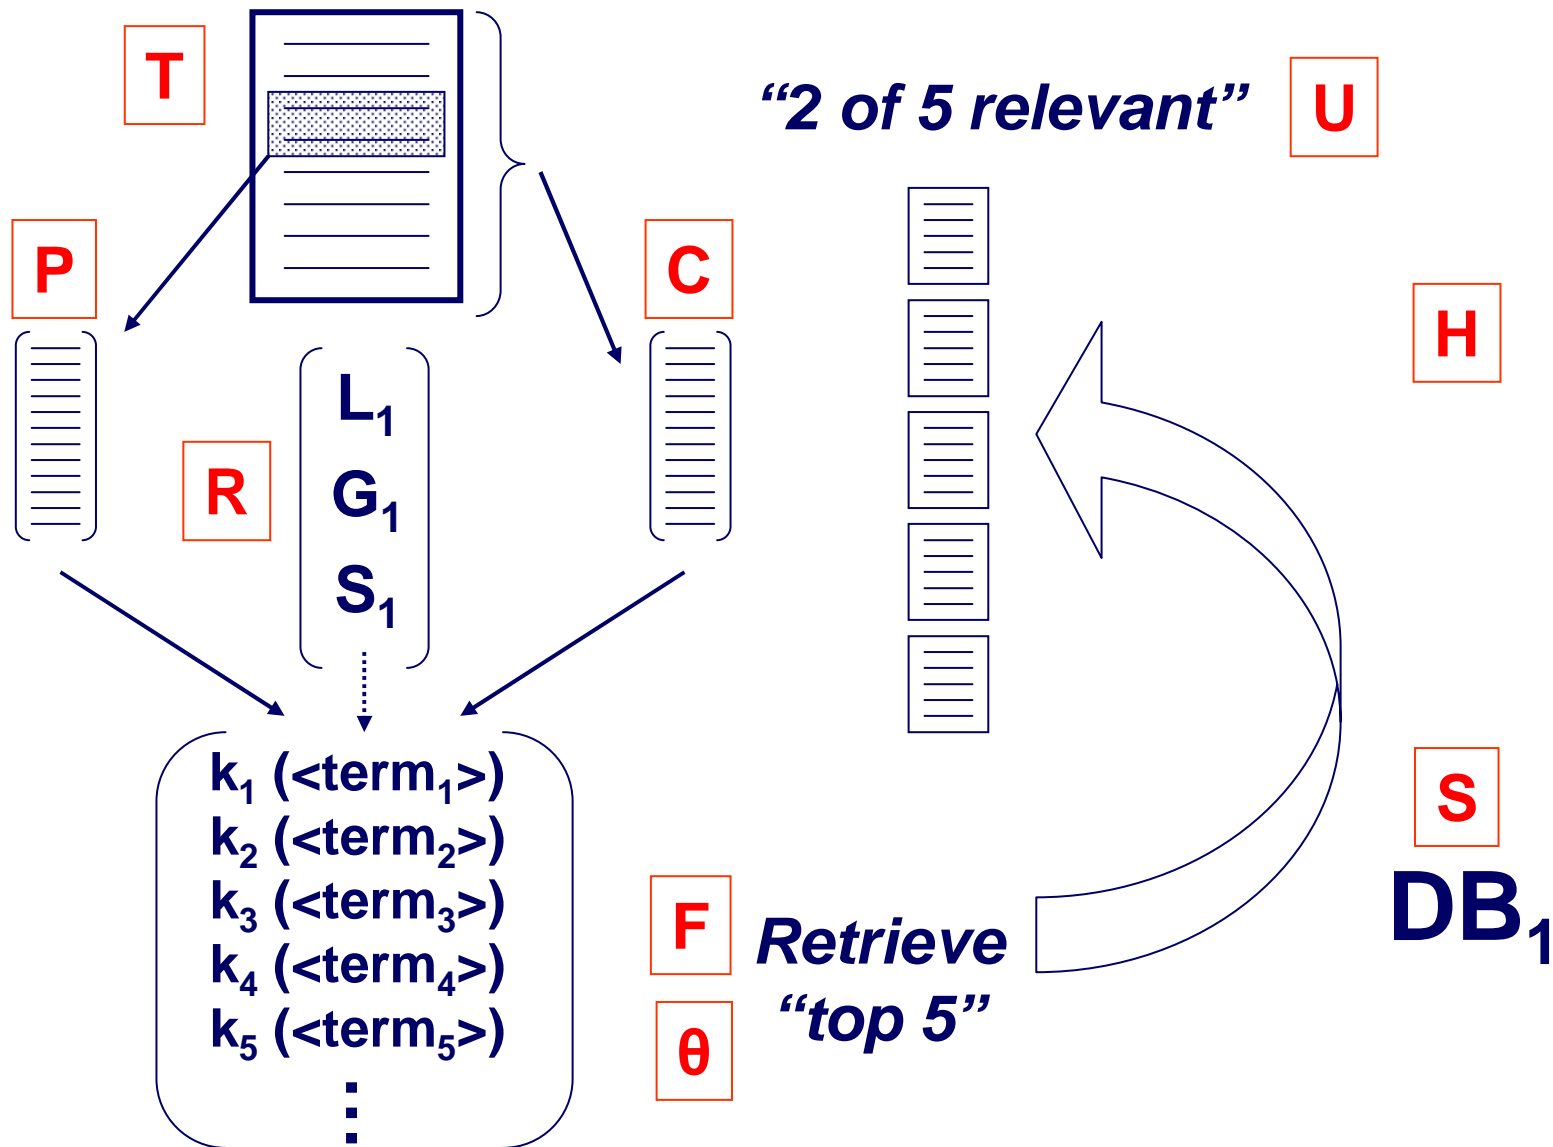 T
“2 of 5 relevant”
U
P
C
H
L₁
R
G₁
S₁
k₁ (<term₁>)
k₂ (<term₂>)
k₃ (<term₃>)
k₄ (<term₄>)
k₅ (<term₅>)
⋮
F
θ
Retrieve
“top 5”
S
DB₁